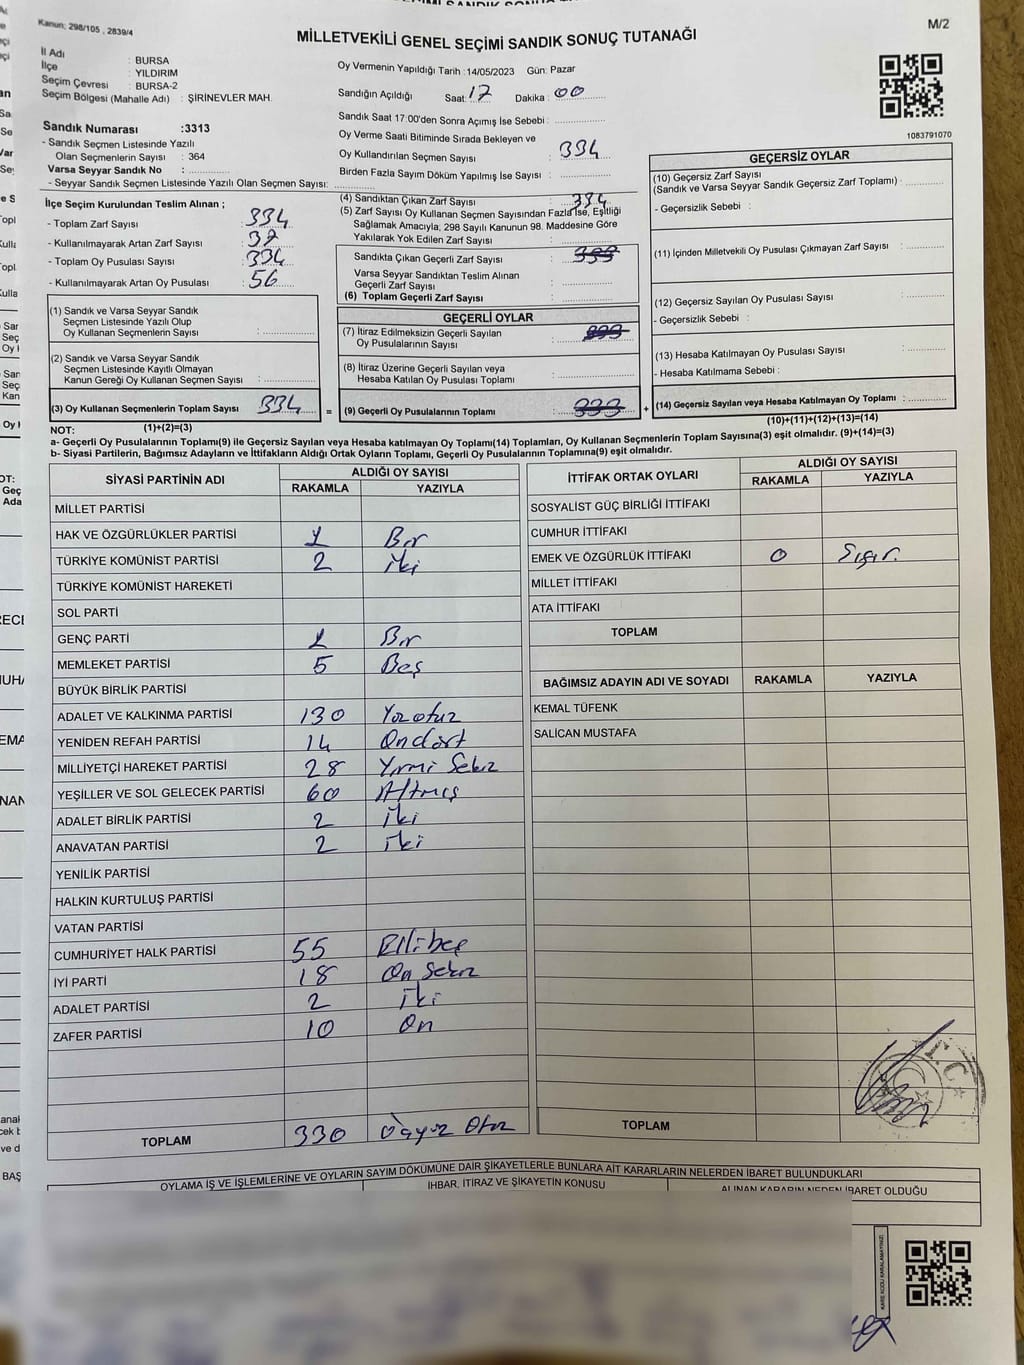 Kanun: 298/105 , 2839/4
M/2
MİLLETVEKİLİ GENEL SEÇİMİ SANDIK SONUÇ TUTANAĞI
İl Adı : BURSA
İlçe : YILDIRIM
Seçim Çevresi : BURSA-2
Seçim Bölgesi (Mahalle Adı) : ŞİRİNEVLER MAH.
Sandık Numarası :3313
- Sandık Seçmen Listesinde Yazılı
Olan Seçmenlerin Sayısı : 364
Varsa Seyyar Sandık No :
- Seyyar Sandık Seçmen Listesinde Yazılı Olan Seçmen Sayısı:
Oy Vermenin Yapıldığı Tarih :14/05/2023 Gün: Pazar
Sandığın Açıldığı Saat: 17 Dakika : 00
Sandık Saat 17:00'den Sonra Açımış İse Sebebi :
Oy Verme Saati Bitiminde Sırada Bekleyen ve
Oy Kullandırılan Seçmen Sayısı : 334
Birden Fazla Sayım Döküm Yapılmış İse Sayısı :
1083791070
İlçe Seçim Kurulundan Teslim Alınan ;
- Toplam Zarf Sayısı : 334
- Kullanılmayarak Artan Zarf Sayısı : 37
- Toplam Oy Pusulası Sayısı : 334
- Kullanılmayarak Artan Oy Pusulası : 56
(1) Sandık ve Varsa Seyyar Sandık
Seçmen Listesinde Yazılı Olup
Oy Kullanan Seçmenlerin Sayısı :
(2) Sandık ve Varsa Seyyar Sandık
Seçmen Listesinde Kayıtlı Olmayan
Kanun Gereği Oy Kullanan Seçmen Sayısı :
(3) Oy Kullanan Seçmenlerin Toplam Sayısı 334 =
(1)+(2)=(3)
(4) Sandıktan Çıkan Zarf Sayısı : 334
(5) Zarf Sayısı Oy Kullanan Seçmen Sayısından Fazla İse, Eşitliği
Sağlamak Amacıyla, 298 Sayılı Kanunun 98. Maddesine Göre
Yakılarak Yok Edilen Zarf Sayısı :
Sandıkta Çıkan Geçerli Zarf Sayısı : 333
Varsa Seyyar Sandıktan Teslim Alınan
Geçerli Zarf Sayısı :
(6) Toplam Geçerli Zarf Sayısı :
GEÇERLİ OYLAR
(7) İtiraz Edilmeksizin Geçerli Sayılan
Oy Pusulalarının Sayısı : 333
(8) İtiraz Üzerine Geçerli Sayılan veya
Hesaba Katılan Oy Pusulası Toplamı :
(9) Geçerli Oy Pusulalarının Toplamı : 333 +
GEÇERSİZ OYLAR
(10) Geçersiz Zarf Sayısı
(Sandık ve Varsa Seyyar Sandık Geçersiz Zarf Toplamı) :
- Geçersizlik Sebebi :
(11) İçinden Milletvekili Oy Pusulası Çıkmayan Zarf Sayısı :
(12) Geçersiz Sayılan Oy Pusulası Sayısı :
- Geçersizlik Sebebi :
(13) Hesaba Katılmayan Oy Pusulası Sayısı :
- Hesaba Katılmama Sebebi :
(14) Geçersiz Sayılan veya Hesaba Katılmayan Oy Toplamı :
(10)+(11)+(12)+(13)=(14)
NOT:
a- Geçerli Oy Pusulalarının Toplamı(9) ile Geçersiz Sayılan veya Hesaba katılmayan Oy Toplamı(14) Toplamları, Oy Kullanan Seçmenlerin Toplam Sayısına(3) eşit olmalıdır. (9)+(14)=(3)
b- Siyasi Partilerin, Bağımsız Adayların ve İttifakların Aldığı Ortak Oyların Toplamı, Geçerli Oy Pusulalarının Toplamına(9) eşit olmalıdır.
SİYASİ PARTİNİN ADI ALDIĞI OY SAYISI
RAKAMLA YAZIYLA
MİLLET PARTİSİ
HAK VE ÖZGÜRLÜKLER PARTİSİ 1 Bir
TÜRKİYE KOMÜNİST PARTİSİ 2 iki
TÜRKİYE KOMÜNİST HAREKETİ
SOL PARTİ
GENÇ PARTİ 1 Bir
MEMLEKET PARTİSİ 5 Beş
BÜYÜK BİRLİK PARTİSİ
ADALET VE KALKINMA PARTİSİ 130 Yüzotuz
YENİDEN REFAH PARTİSİ 14 Ondört
MİLLİYETÇİ HAREKET PARTİSİ 28 Yirmi Sekiz
YEŞİLLER VE SOL GELECEK PARTİSİ 60 Altmış
ADALET BİRLİK PARTİSİ 2 iki
ANAVATAN PARTİSİ 2 iki
YENİLİK PARTİSİ
HALKIN KURTULUŞ PARTİSİ
VATAN PARTİSİ
CUMHURİYET HALK PARTİSİ 55 Ellibeş
İYİ PARTİ 18 On Sekiz
ADALET PARTİSİ 2 iki
ZAFER PARTİSİ 10 On
TOPLAM 330 Üçyüz Otuz
İTTİFAK ORTAK OYLARI ALDIĞI OY SAYISI
RAKAMLA YAZIYLA
SOSYALİST GÜÇ BİRLİĞİ İTTİFAKI
CUMHUR İTTİFAKI
EMEK VE ÖZGÜRLÜK İTTİFAKI 0 Sıfır.
MİLLET İTTİFAKI
ATA İTTİFAKI
TOPLAM
BAĞIMSIZ ADAYIN ADI VE SOYADI RAKAMLA YAZIYLA
KEMAL TÜFENK
SALİCAN MUSTAFA
TOPLAM
T.C.
OYLAMA İŞ VE İŞLEMLERİNE VE OYLARIN SAYIM DÖKÜMÜNE DAİR ŞİKAYETLERLE BUNLARA AİT KARARLARIN NELERDEN İBARET BULUNDUKLARI
İHBAR, İTİRAZ VE ŞİKAYETİN KONUSU
ALINAN KARARIN NEDEN İBARET OLDUĞU
KARE KODU KARALAMAYINIZ!